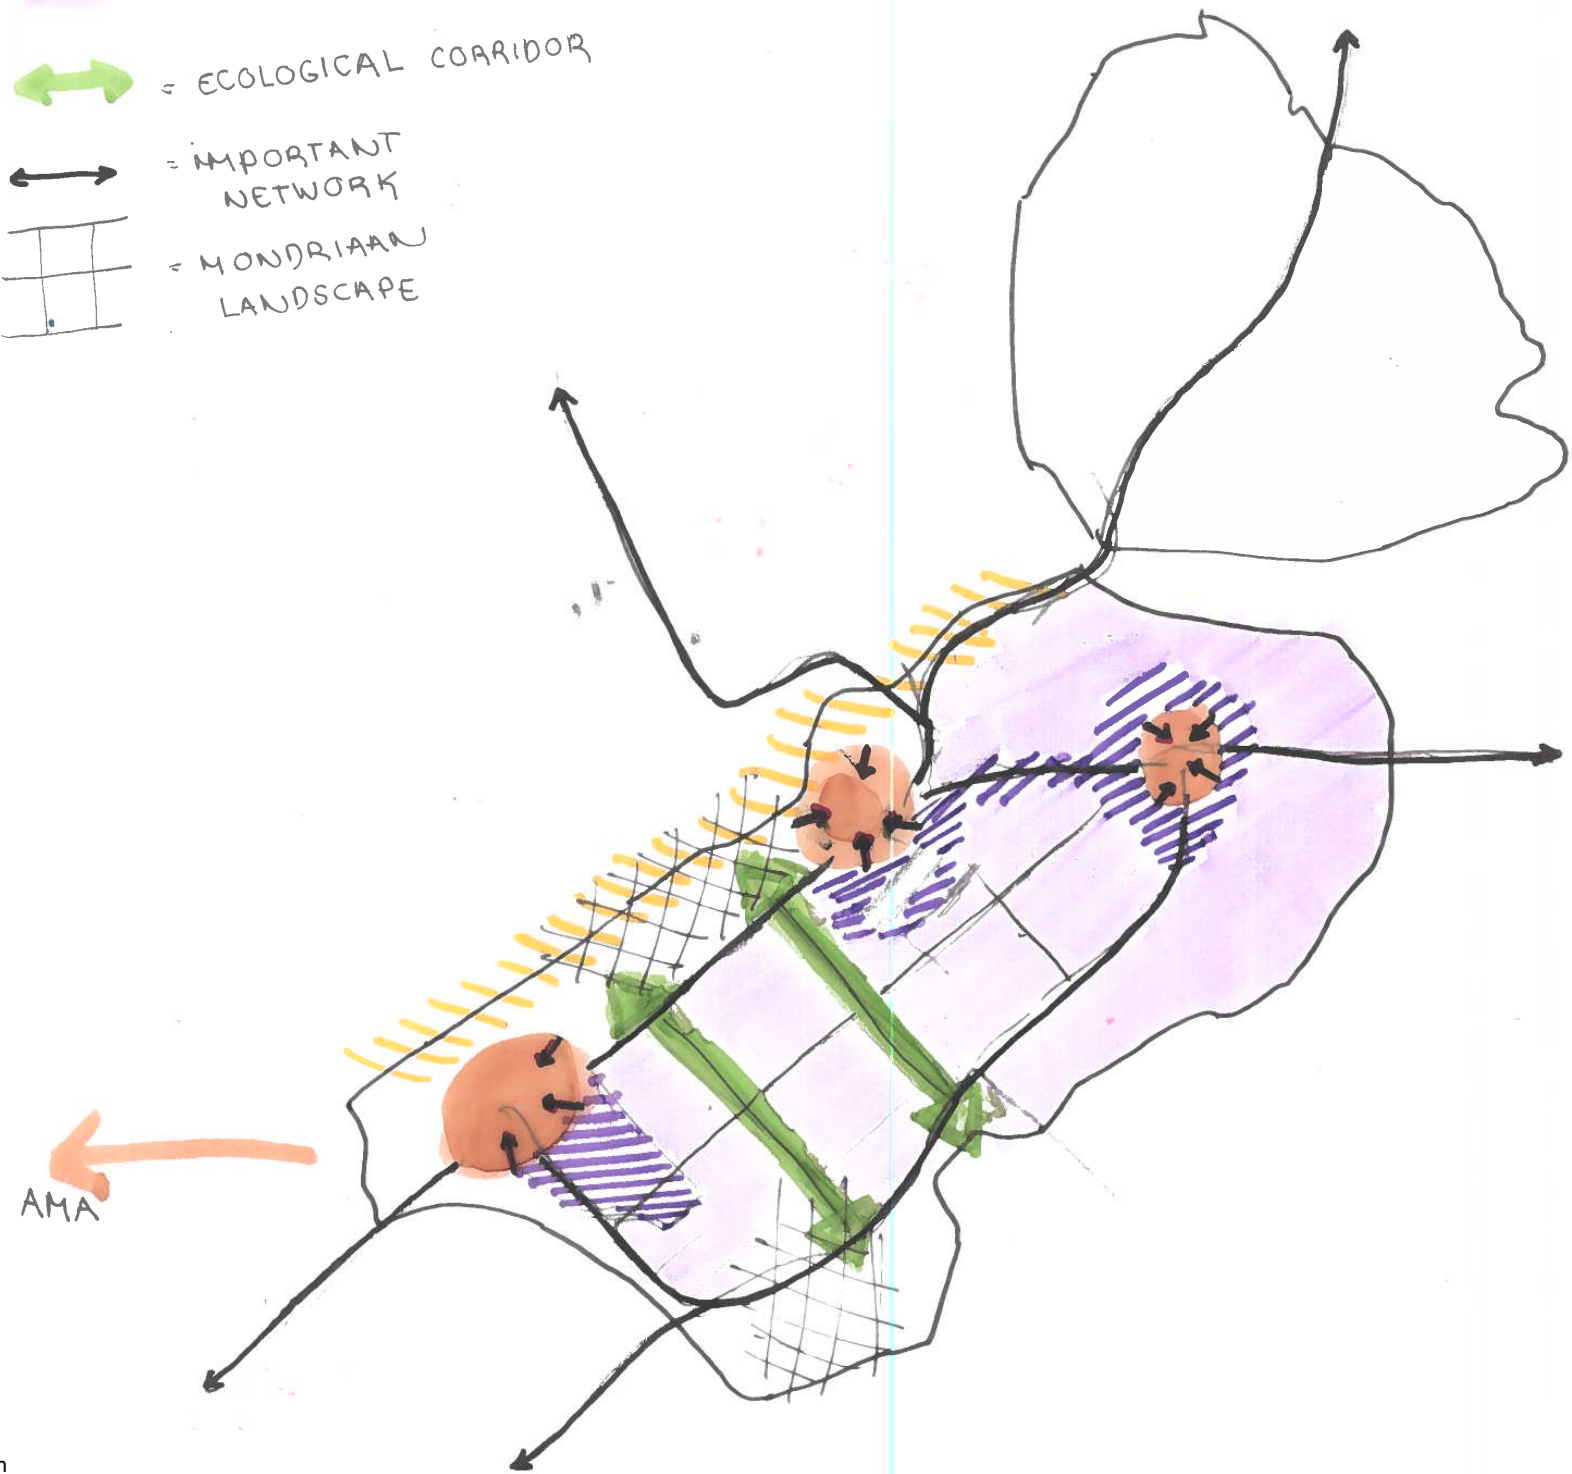 = ECOLOGICAL CORRIDOR
= IMPORTANT
NETWORK
= MONDRIAAN
LANDSCAPE
AMA
n